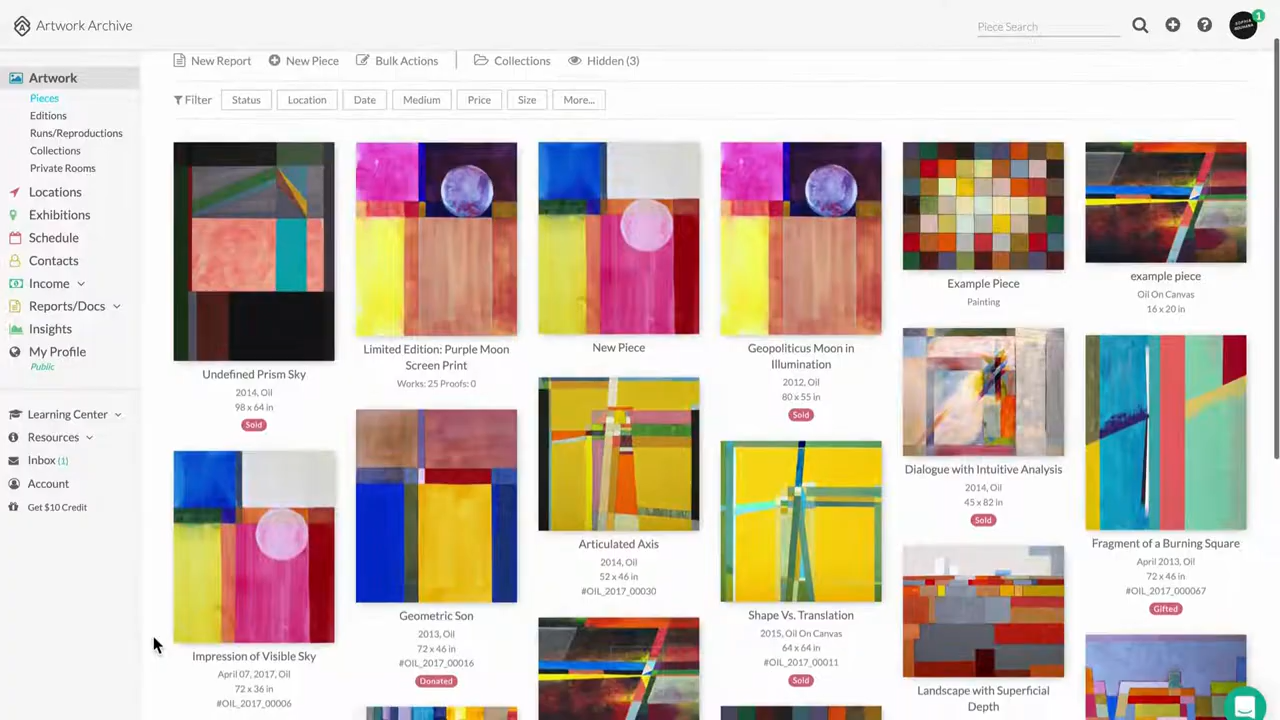 Artwork Archive
Piece Search
SOPHIA
1
Artwork
Pieces
Editions
Runs/Reproductions
Collections
Private Rooms
Locations
Exhibitions
Schedule
Contacts
Income
Reports/Docs
Insights
My Profile
Public
Learning Center
Resources
Inbox (1)
Account
Get $10 Credit
New Report
New Piece
Bulk Actions
Collections
Hidden (3)
Filter
Status
Location
Date
Medium
Price
Size
More...
Undefined Prism Sky
2014, Oil
98 x 64 in
Sold
Impression of Visible Sky
April 07, 2017, Oil
72 x 36 in
#OIL_2017_00006
Limited Edition: Purple Moon
Screen Print
Works: 25 Proofs: 0
Geometric Son
2013, Oil
72 x 46 in
#OIL_2017_00016
Donated
New Piece
Articulated Axis
2014, Oil
52 x 46 in
#OIL_2017_00030
Geopoliticus Moon in
Illumination
2012, Oil
80 x 55 in
Sold
Shape Vs. Translation
2015, Oil On Canvas
64 x 64 in
#OIL_2017_00011
Sold
Example Piece
Painting
Dialogue with Intuitive Analysis
2014, Oil
45 x 82 in
Sold
Landscape with Superficial
Depth
example piece
Oil On Canvas
16 x 20 in
Fragment of a Burning Square
April 2013, Oil
72 x 46 in
#OIL_2017_000067
Gifted